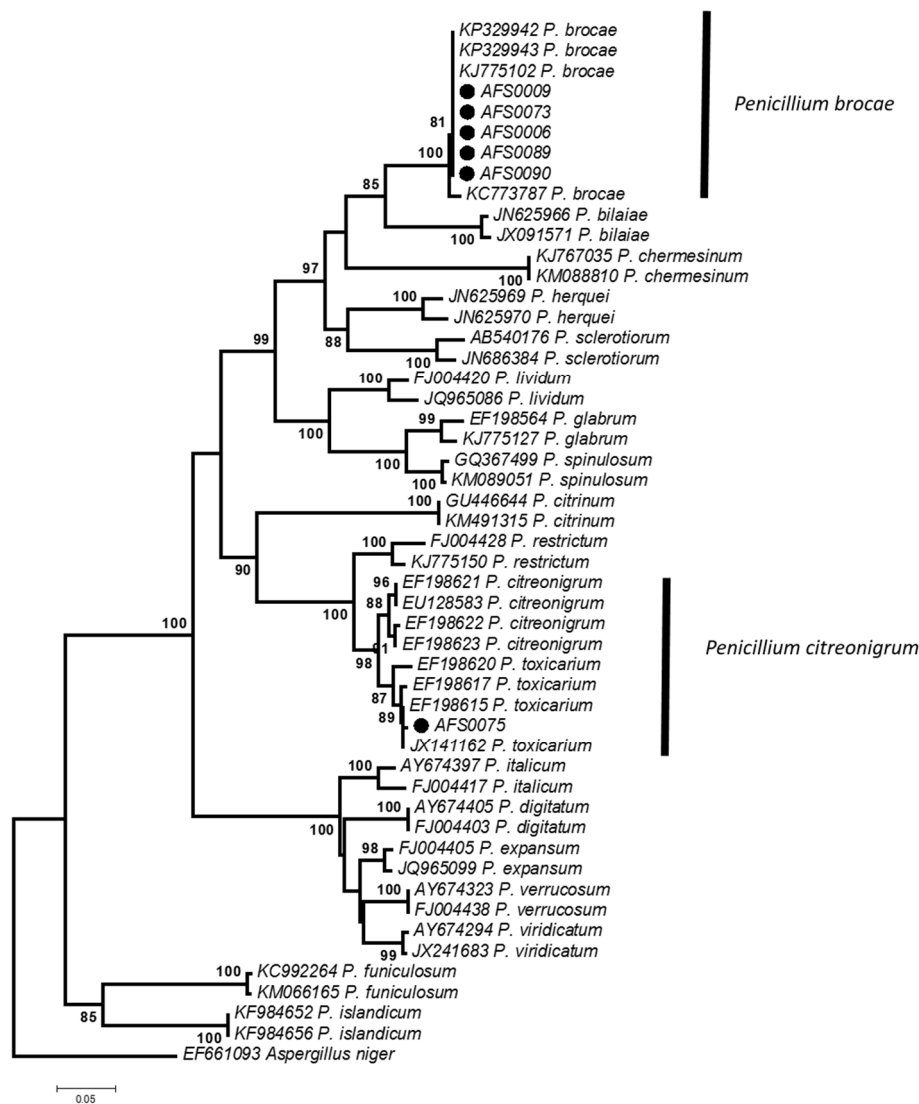 KP329942 P. brocae
KP329943 P. brocae
KJ775102 P. brocae
AFS0009
AFS0073
AFS0006
AFS0089
AFS0090
KC773787 P. brocae
JN625966 P. bilaiae
JX091571 P. bilaiae
KJ767035 P. chermesinum
KM088810 P. chermesinum
JN625969 P. herquei
JN625970 P. herquei
AB540176 P. sclerotiorum
JN686384 P. sclerotiorum
FJ004420 P. lividum
JQ965086 P. lividum
EF198564 P. glabrum
KJ775127 P. glabrum
GQ367499 P. spinulosum
KM089051 P. spinulosum
GU446644 P. citrinum
KM491315 P. citrinum
FJ004428 P. restrictum
KJ775150 P. restrictum
EF198621 P. citreonigrum
EU128583 P. citreonigrum
EF198622 P. citreonigrum
EF198623 P. citreonigrum
EF198620 P. toxicarium
EF198617 P. toxicarium
EF198615 P. toxicarium
AFS0075
JX141162 P. toxicarium
AY674397 P. italicum
FJ004417 P. italicum
AY674405 P. digitatum
FJ004403 P. digitatum
FJ004405 P. expansum
JQ965099 P. expansum
AY674323 P. verrucosum
FJ004438 P. verrucosum
AY674294 P. viridicatum
JX241683 P. viridicatum
KC992264 P. funiculosum
KM066165 P. funiculosum
KF984652 P. islandicum
KF984656 P. islandicum
EF661093 Aspergillus niger
Penicillium brocae
Penicillium citreonigrum
81
100
85
100
97
100
100
88
100
99
100
100
99
100
100
100
90
100
100
96
88
98
87
89
100
100
100
100
98
100
99
100
85
100
0.05